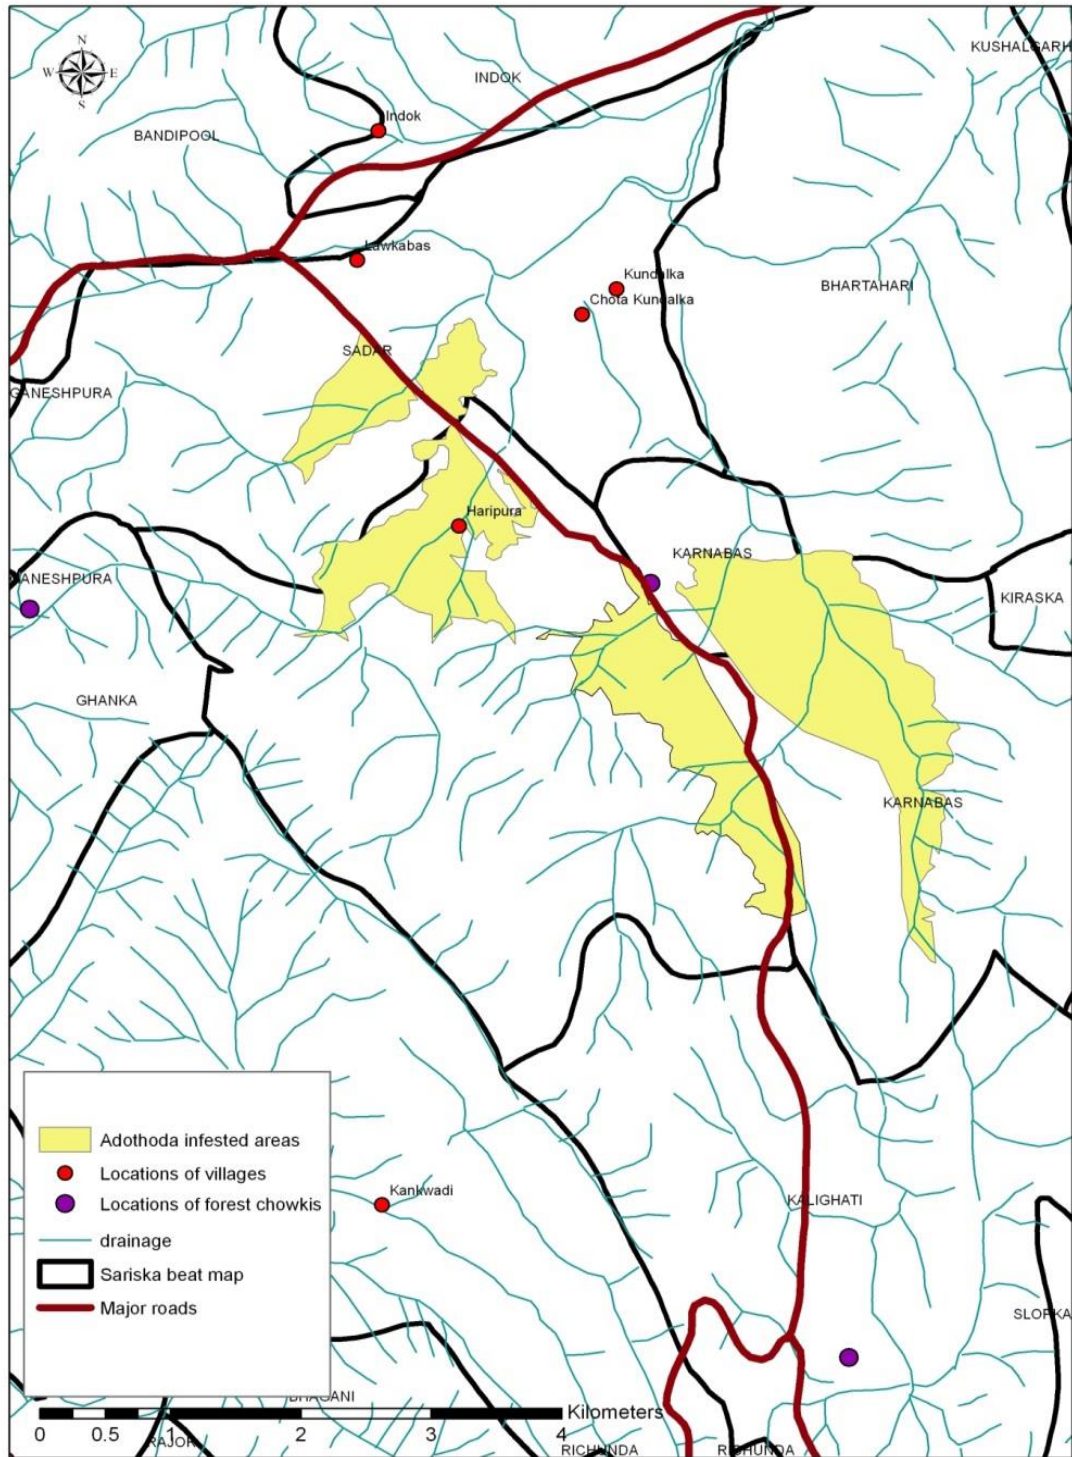 N
W E
S
KUSHALGARH
INDOK
Indok
BANDIPOOL
Lawkabas
Kundalka
BHARTAHARI
Chota Kundalka
SADAR
GANESHPURA
Haripura
KARNABAS
GANESHPURA
KIRASKA
GHANKA
KARNABAS
Adothoda infested areas
Locations of villages
Locations of forest chowkis
drainage
Sariska beat map
Major roads
Kankwadi
KALIGHATI
SLOPKA
BHAGANI
Kilometers
0 0.5 1 2 3 4
RAJOR
RICHUNDA
RICHUNDA